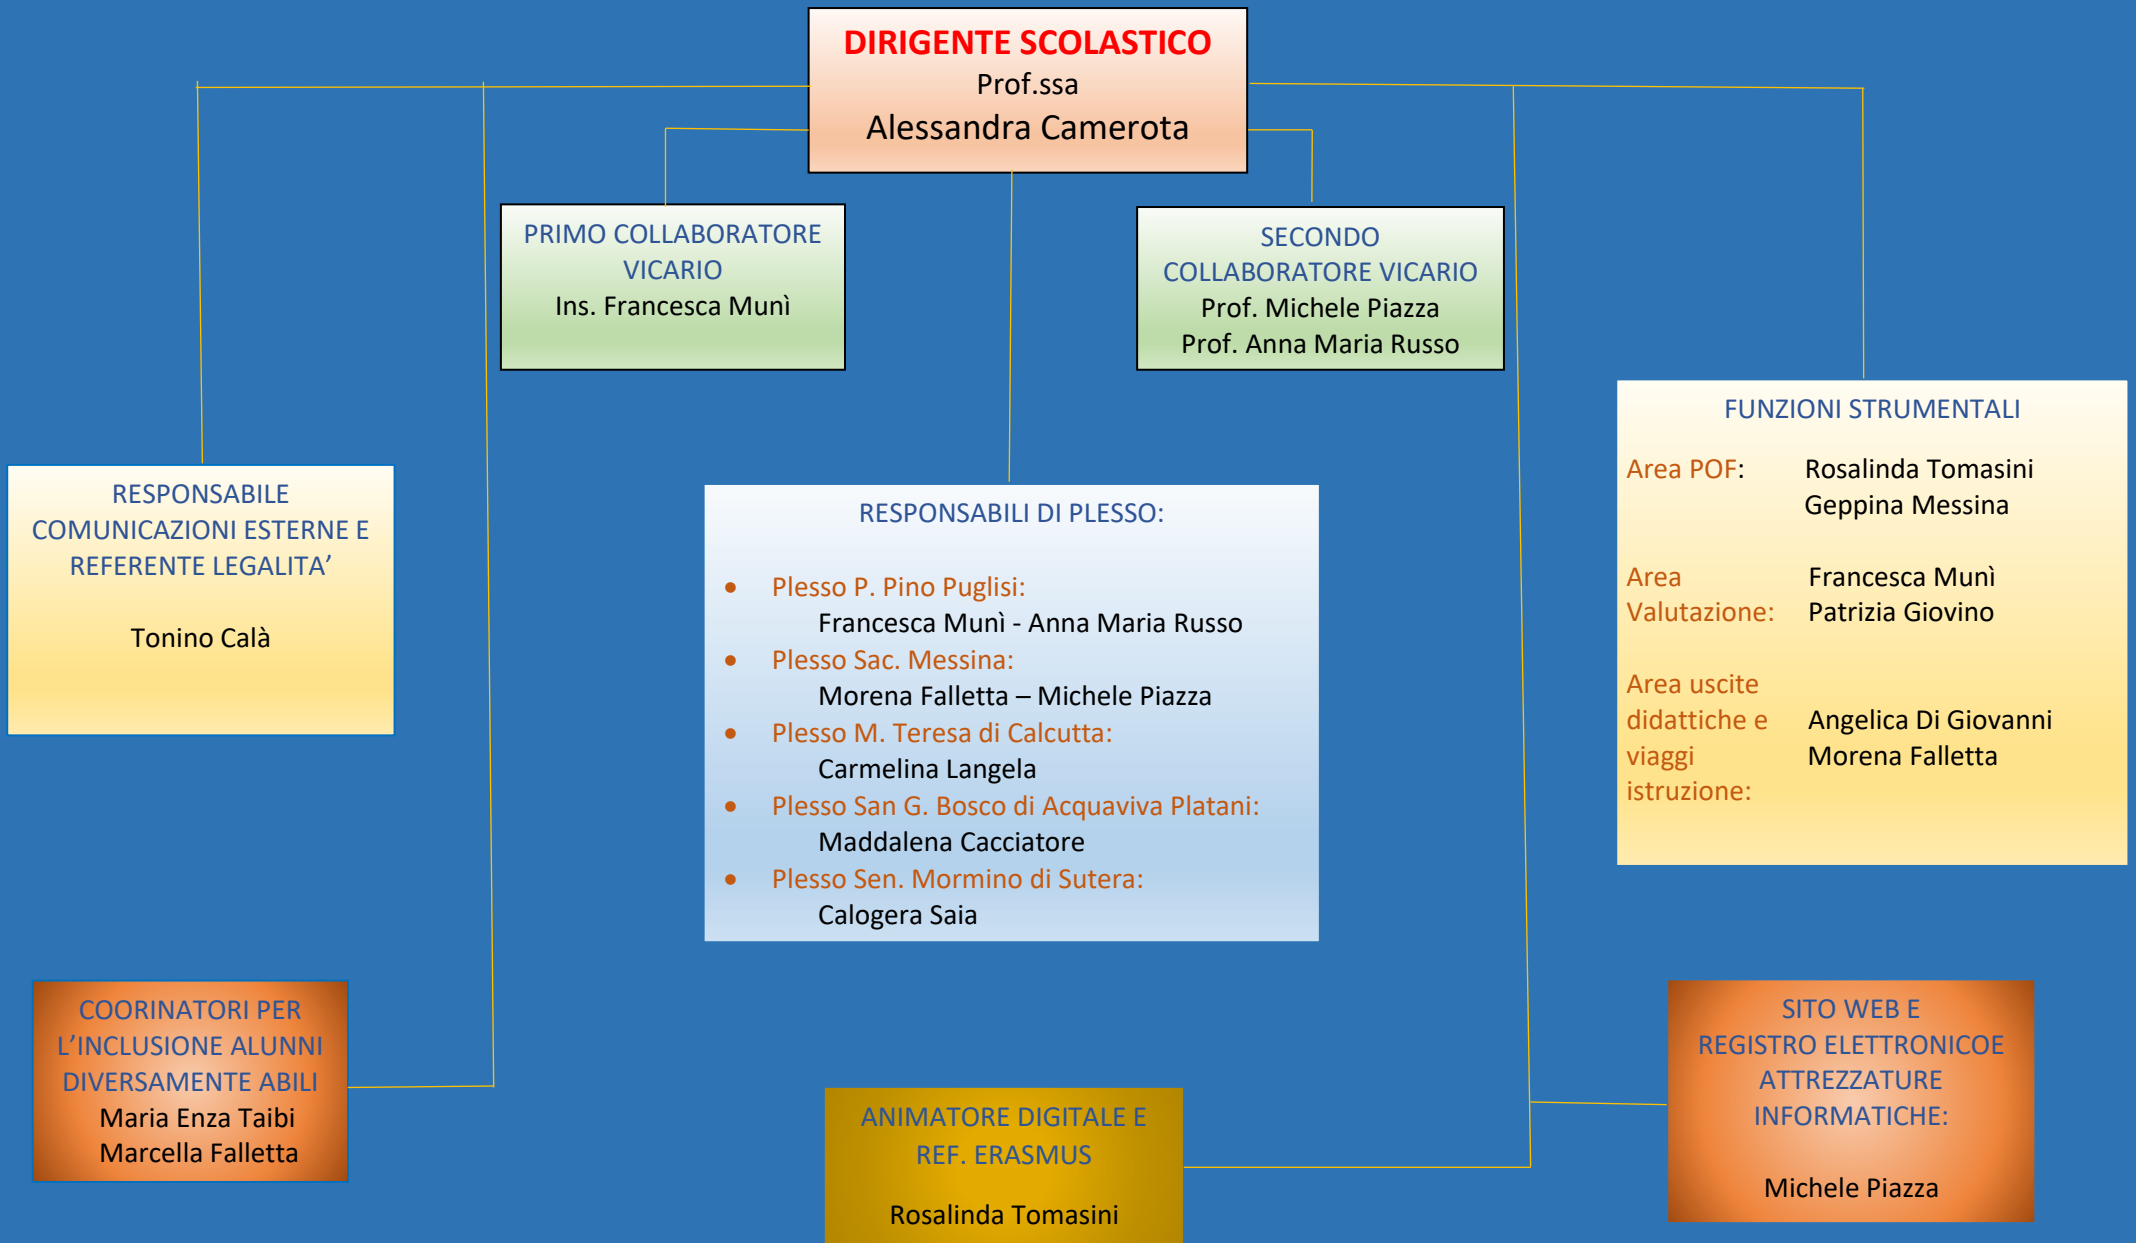 DIRIGENTE SCOLASTICO
Prof.ssa
Alessandra Camerota
PRIMO COLLABORATORE
VICARIO
Ins. Francesca Munì
SECONDO
COLLABORATORE VICARIO
Prof. Michele Piazza
Prof. Anna Maria Russo
RESPONSABILE
COMUNICAZIONI ESTERNE E
REFERENTE LEGALITA’
Tonino Calà
RESPONSABILI DI PLESSO:
• Plesso P. Pino Puglisi:
Francesca Munì - Anna Maria Russo
• Plesso Sac. Messina:
Morena Falletta – Michele Piazza
• Plesso M. Teresa di Calcutta:
Carmelina Langela
• Plesso San G. Bosco di Acquaviva Platani:
Maddalena Cacciatore
• Plesso Sen. Mormino di Sutera:
Calogera Saia
FUNZIONI STRUMENTALI
Area POF: Rosalinda Tomasini
Geppina Messina
Area Francesca Munì
Valutazione: Patrizia Giovino
Area uscite
didattiche e Angelica Di Giovanni
viaggi Morena Falletta
istruzione:
COORINATORI PER
L’INCLUSIONE ALUNNI
DIVERSAMENTE ABILI
Maria Enza Taibi
Marcella Falletta
ANIMATORE DIGITALE E
REF. ERASMUS
Rosalinda Tomasini
SITO WEB E
REGISTRO ELETTRONICOE
ATTREZZATURE
INFORMATICHE:
Michele Piazza